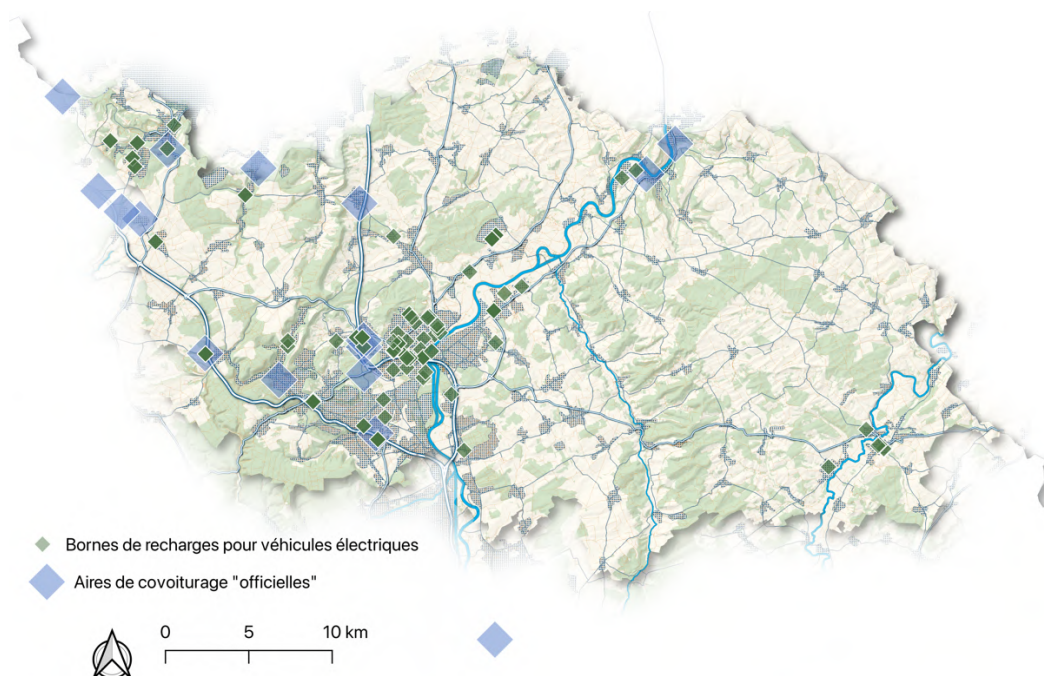 Bornes de recharges pour véhicules électriques
Aires de covoiturage "officielles"
0 5 10 km